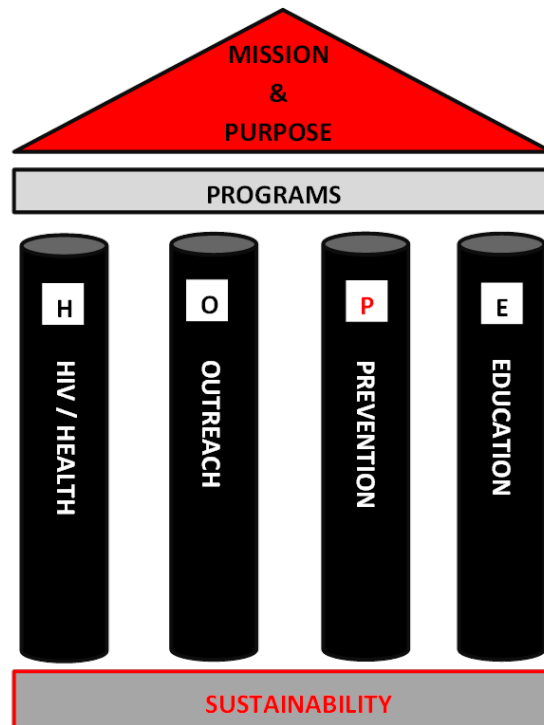 MISSION
&
PURPOSE
PROGRAMS
H
O
P
E
HIV / HEALTH
OUTREACH
PREVENTION
EDUCATION
SUSTAINABILITY